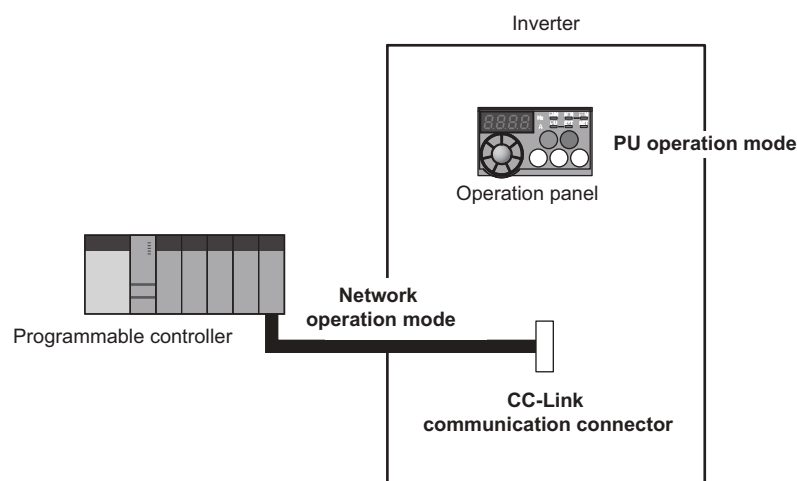 Inverter
PU operation mode
Operation panel
Network
operation mode
Programmable controller
CC-Link
communication connector